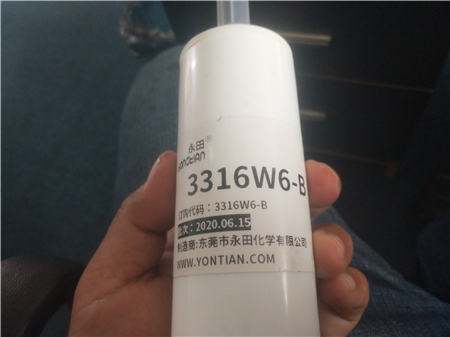 永田®
YONGTIAN
3316W6-B
订购代码：3316W6-B
批次：2020.06.15
制造商:东莞市永田化学有限公司
WWW.YONTIAN.COM